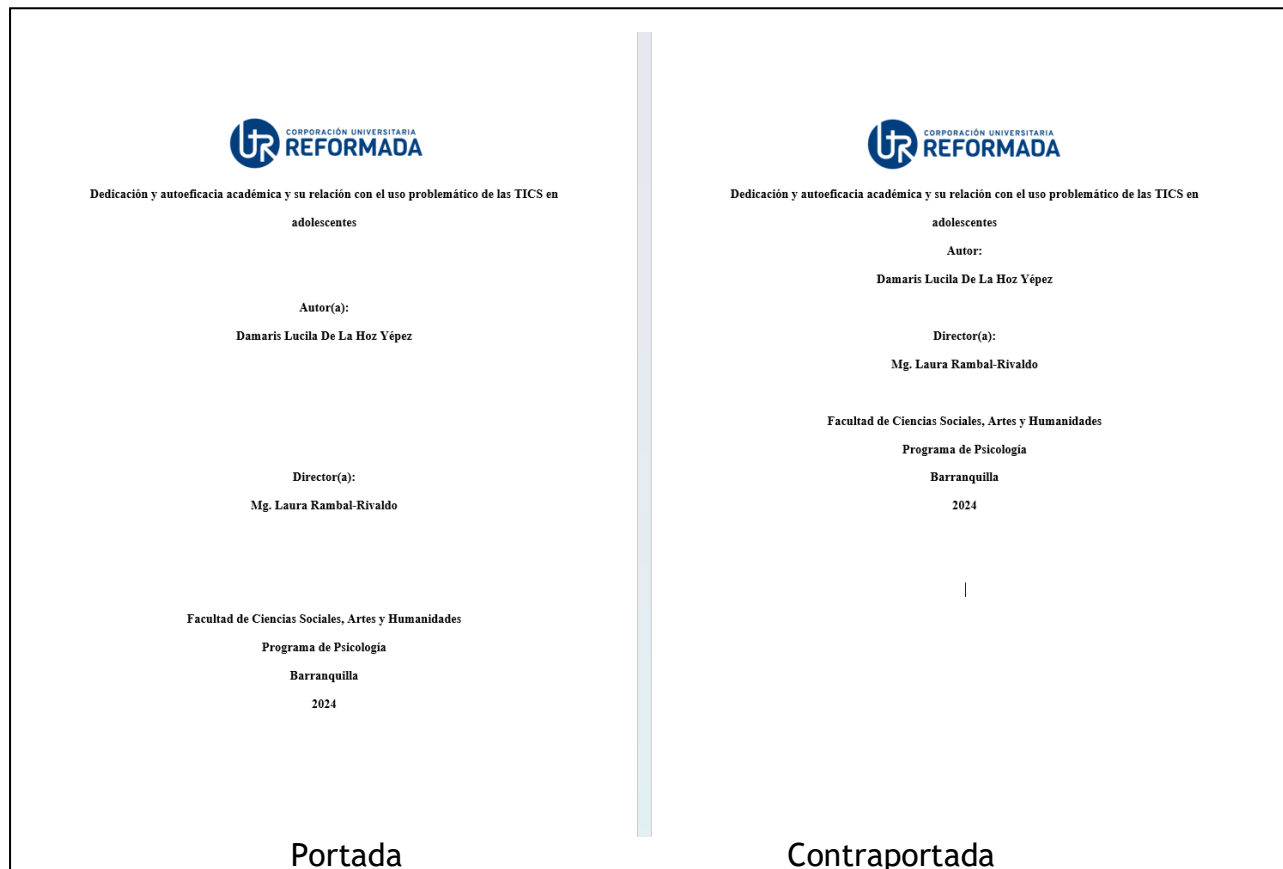 CORPORACIÓN UNIVERSITARIA
REFORMADA
Dedicación y autoeficacia académica y su relación con el uso problemático de las TICS en
adolescentes
Autor(a):
Damaris Lucila De La Hoz Yépez
Director(a):
Mg. Laura Rambal-Rivaldo
Facultad de Ciencias Sociales, Artes y Humanidades
Programa de Psicología
Barranquilla
2024
Portada
CORPORACIÓN UNIVERSITARIA
REFORMADA
Dedicación y autoeficacia académica y su relación con el uso problemático de las TICS en
adolescentes
Autor:
Damaris Lucila De La Hoz Yépez
Director(a):
Mg. Laura Rambal-Rivaldo
Facultad de Ciencias Sociales, Artes y Humanidades
Programa de Psicología
Barranquilla
2024
Contraportada